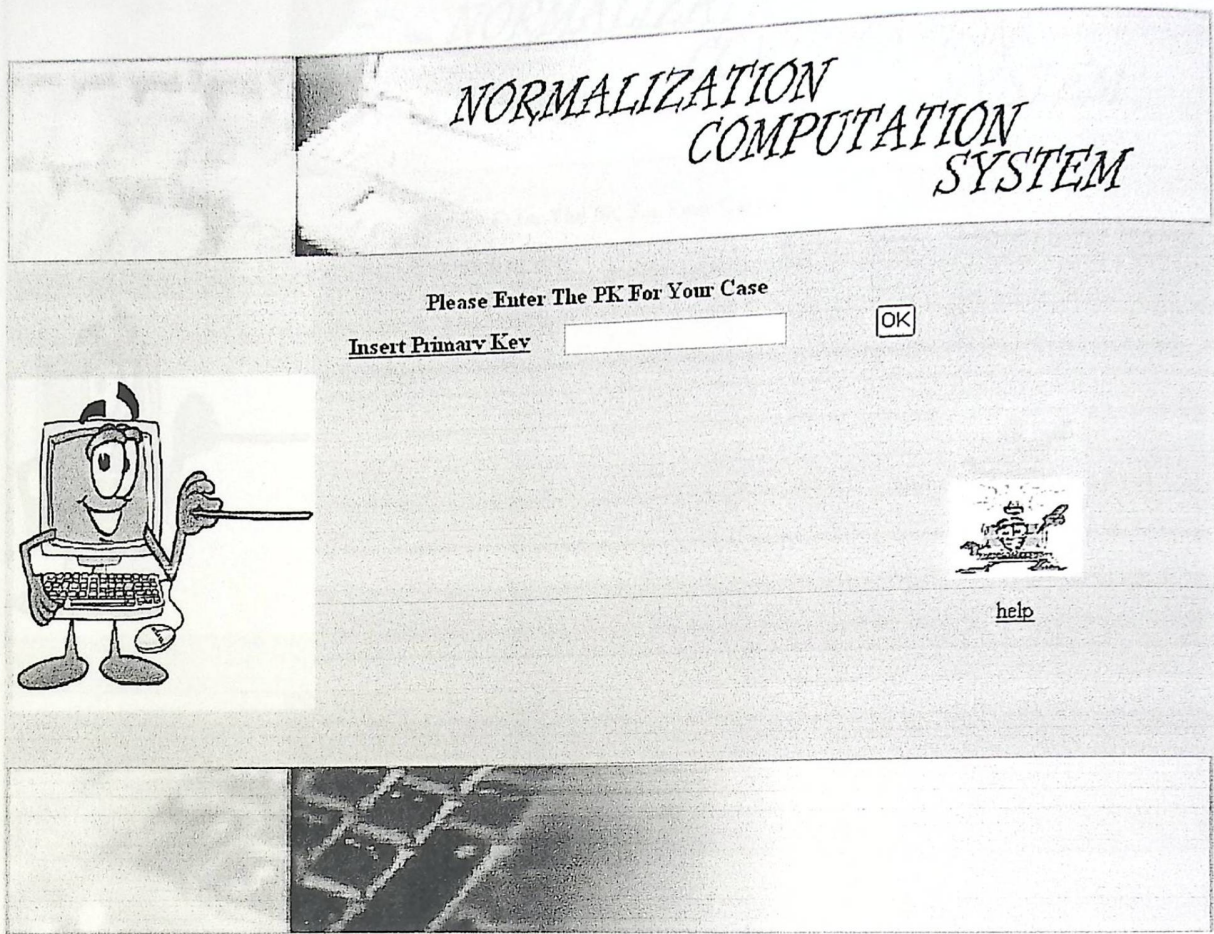 NORMALIZATION
COMPUTATION
SYSTEM
Please Enter The PK For Your Case
Insert Primary Key
OK
help